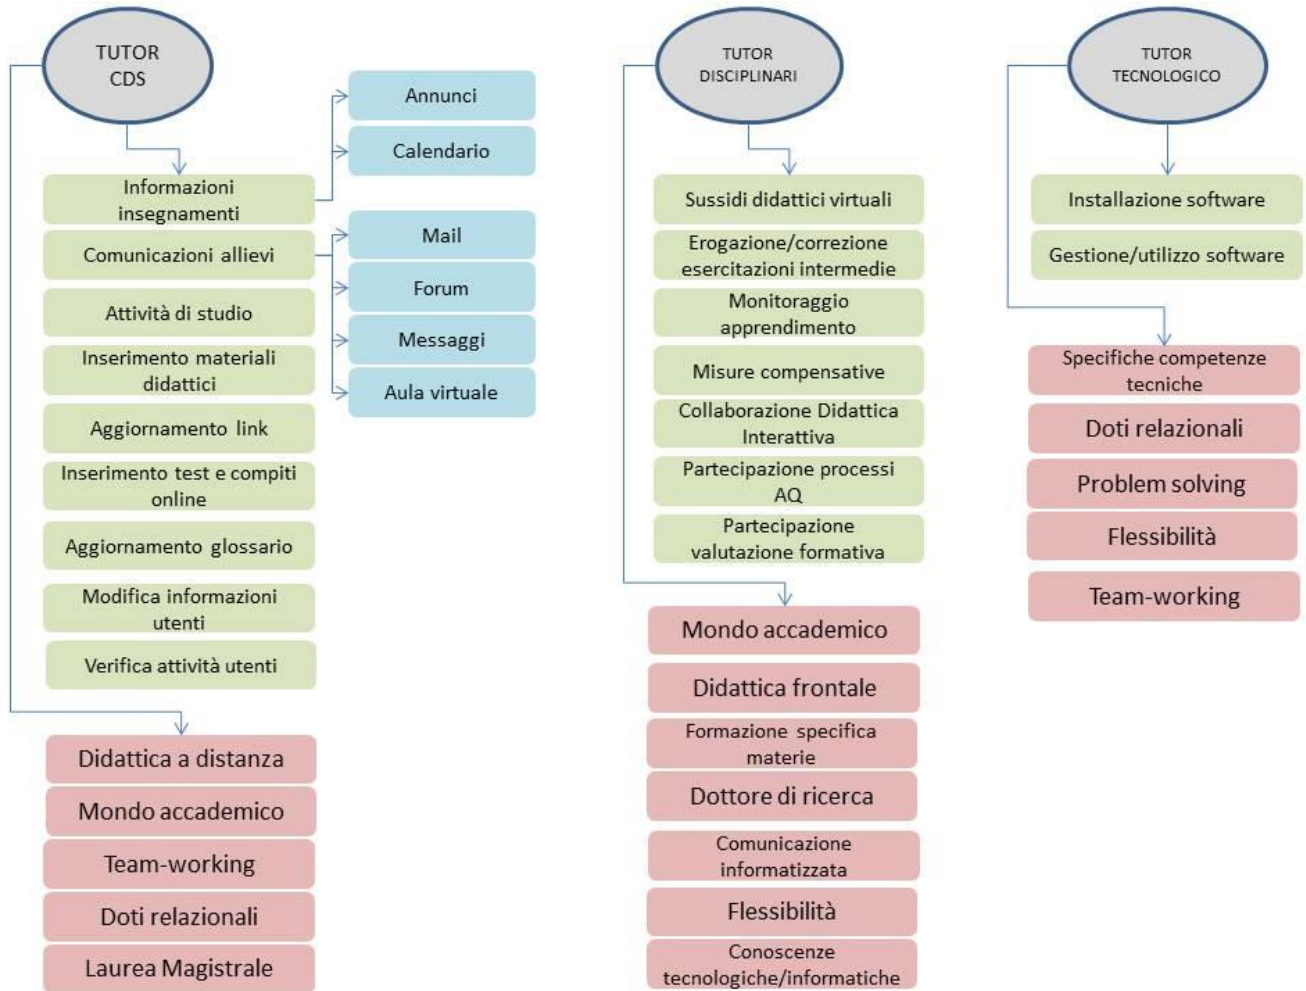 TUTOR
CDS
Informazioni
insegnamenti
Comunicazioni allievi
Attività di studio
Inserimento materiali
didattici
Aggiornamento link
Inserimento test e compiti
online
Aggiornamento glossario
Modifica informazioni
utenti
Verifica attività utenti
Annunci
Calendario
Mail
Forum
Messaggi
Aula virtuale
Didattica a distanza
Mondo accademico
Team-working
Doti relazionali
Laurea Magistrale
TUTOR
DISCIPLINARI
Sussidi didattici virtuali
Erogazione/correzione
esercitazioni intermedie
Monitoraggio
apprendimento
Misure compensative
Collaborazione Didattica
Interattiva
Partecipazione processi
AQ
Partecipazione
valutazione formativa
Mondo accademico
Didattica frontale
Formazione specifica
materie
Dottore di ricerca
Comunicazione
informatizzata
Flessibilità
Conoscenze
tecnologiche/informatiche
TUTOR
TECNOLOGICO
Installazione software
Gestione/utilizzo software
Specifiche competenze
tecniche
Doti relazionali
Problem solving
Flessibilità
Team-working